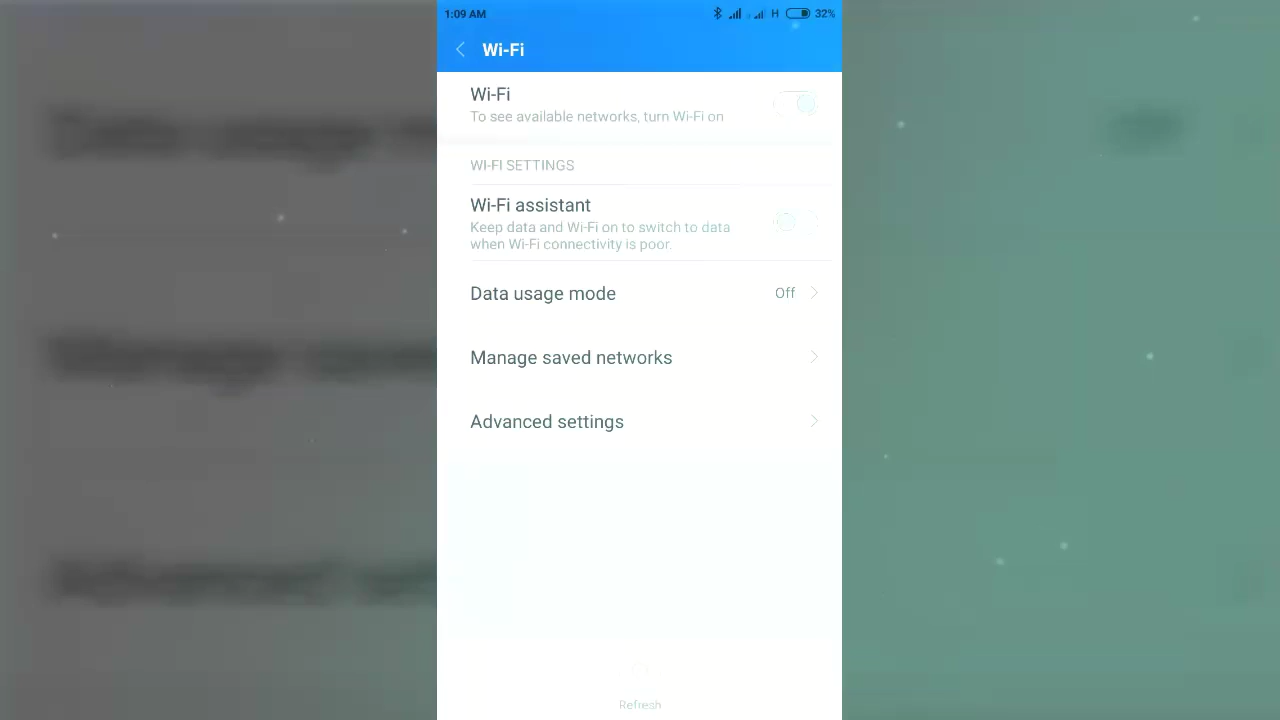 1:09 AM H 32%
Wi-Fi
Wi-Fi
To see available networks, turn Wi-Fi on
WI-FI SETTINGS
Wi-Fi assistant
Keep data and Wi-Fi on to switch to data
when Wi-Fi connectivity is poor.
Data usage mode Off
Manage saved networks
Advanced settings
Refresh